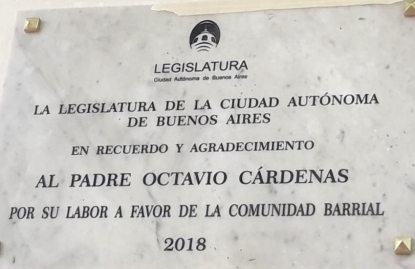 LEGISLATURA
Ciudad Autónoma de Buenos Aires
LA LEGISLATURA DE LA CIUDAD AUTÓNOMA
DE BUENOS AIRES
EN RECUERDO Y AGRADECIMIENTO
AL PADRE OCTAVIO CÁRDENAS
POR SU LABOR A FAVOR DE LA COMUNIDAD BARRIAL
2018